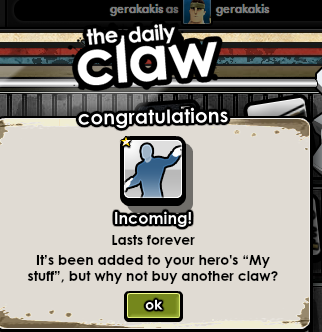 gerakakis as gerakakis
the daily
claw
congratulations
Incoming!
Lasts forever
It's been added to your hero's “My
stuff”, but why not buy another claw?
ok